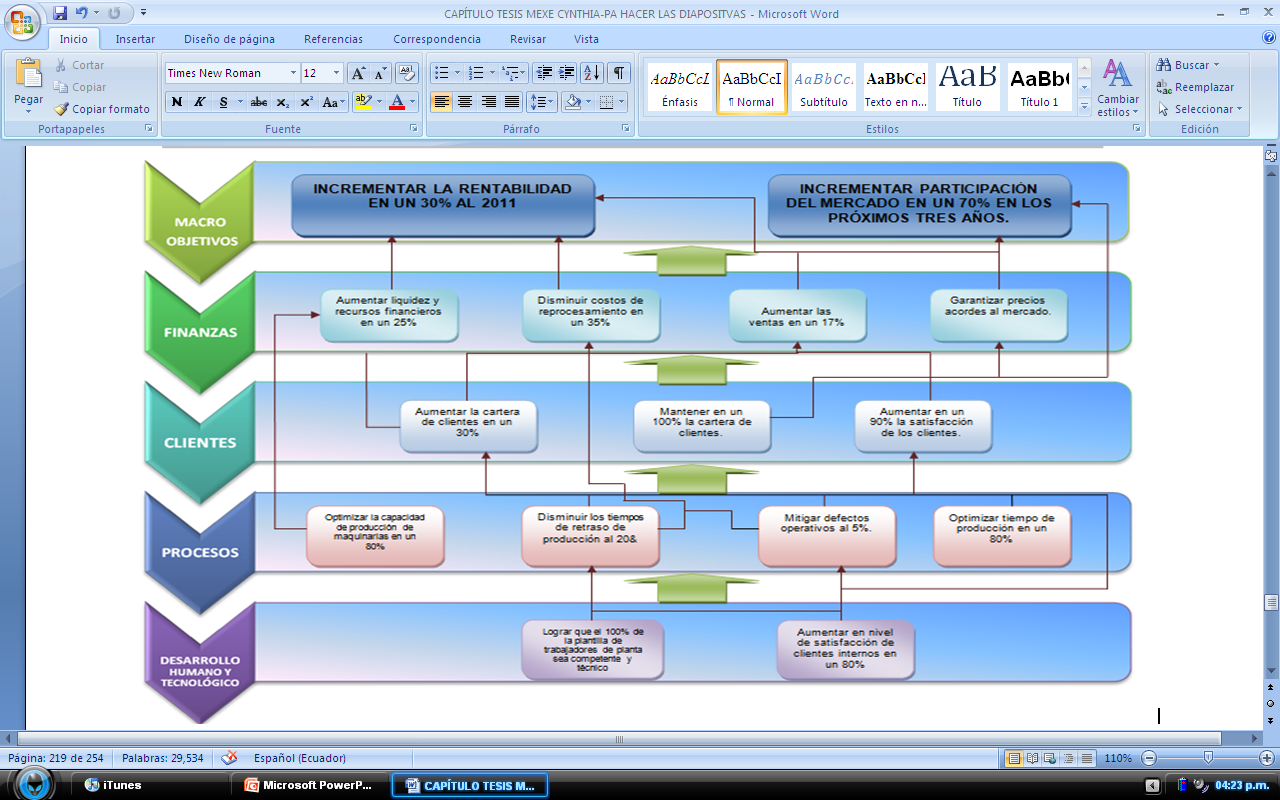 CAPÍTULO TESIS MEXE CYNTHIA-PA HACER LAS DIAPOSITVAS - Microsoft Word
Inicio Insertar Diseño de página Referencias Correspondencia Revisar Vista
Pegar
Cortar
Copiar
Copiar formato
Portapapeles
Times New Roman 12
N K S abc x₂ x² Aa ab A
Fuente
Párrafo
AaBbCcL AaBbCcI AaBbCc. AaBbCcl AaB AaBb(
Énfasis ¶ Normal Subtítulo Texto en n... Título Título 1
Cambiar
estilos
Estilos
Buscar
Reemplazar
Seleccionar
Edición
MACRO
OBJETIVOS
INCREMENTAR LA RENTABILIDAD
EN UN 30% AL 2011
INCREMENTAR PARTICIPACIÓN
DEL MERCADO EN UN 70% EN LOS
PRÓXIMOS TRES AÑOS.
FINANZAS
Aumentar liquidez y
recursos financieros
en un 25%
Disminuir costos de
reprocesamiento en
un 35%
Aumentar las
ventas en un 17%
Garantizar precios
acordes al mercado.
CLIENTES
Aumentar la cartera
de clientes en un
30%
Mantener en un
100% la cartera de
clientes.
Aumentar en un
90% la satisfacción
de los clientes.
PROCESOS
Optimizar la capacidad
de producción de
maquinarias en un
80%
Disminuir los tiempos
de retraso de
producción al 20&
Mitigar defectos
operativos al 5%.
Optimizar tiempo de
producción en un
80%
DESARROLLO
HUMANO Y
TECNOLÓGICO
Lograr que el 100% de
la plantilla de
trabajadores de planta
sea competente y
técnico
Aumentar en nivel
de satisfacción de
clientes internos en
un 80%
Página: 219 de 254 Palabras: 29,534 Español (Ecuador) 110%
iTunes Microsoft PowerP... CAPÍTULO TESIS M... 04:23 p.m.